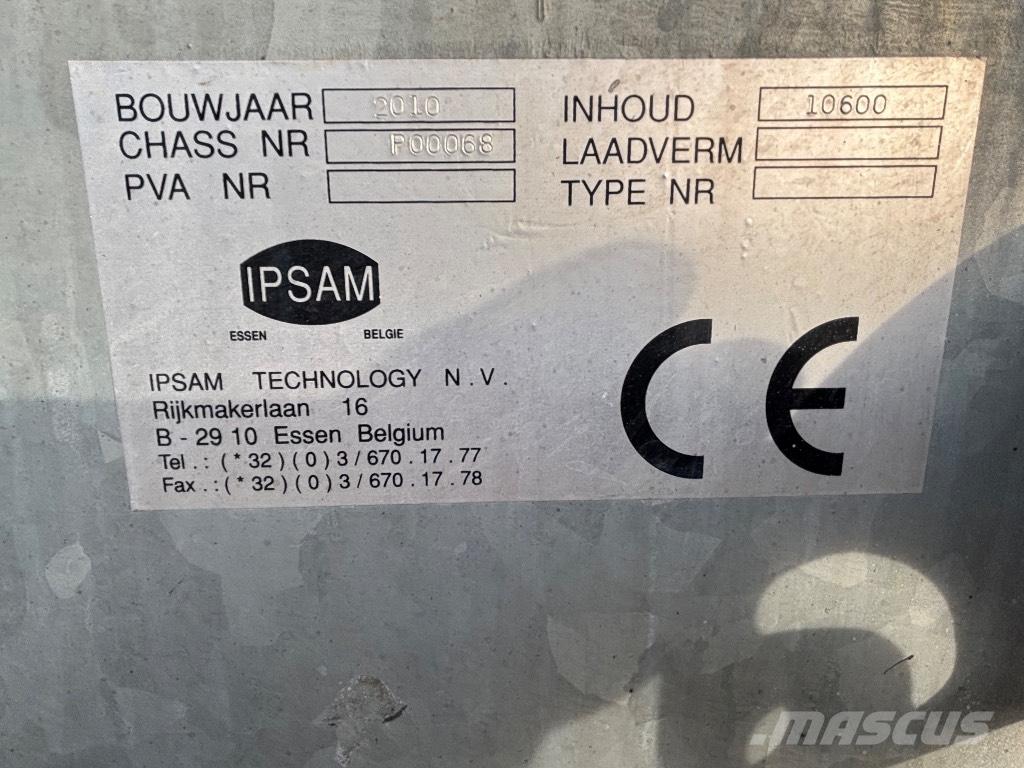 BOUWJAAR 2010 INHOUD 10600
CHASS NR P00068 LAADVERM
PVA NR TYPE NR
IPSAM
ESSEN BELGIE
CE
IPSAM TECHNOLOGY N.V.
Rijkmakerlaan 16
B - 29 10 Essen Belgium
Tel .: ( * 32 ) ( 0 ) 3 / 670 . 17 . 77
Fax .: ( * 32 ) ( 0 ) 3 / 670 . 17 . 78
MASCUS